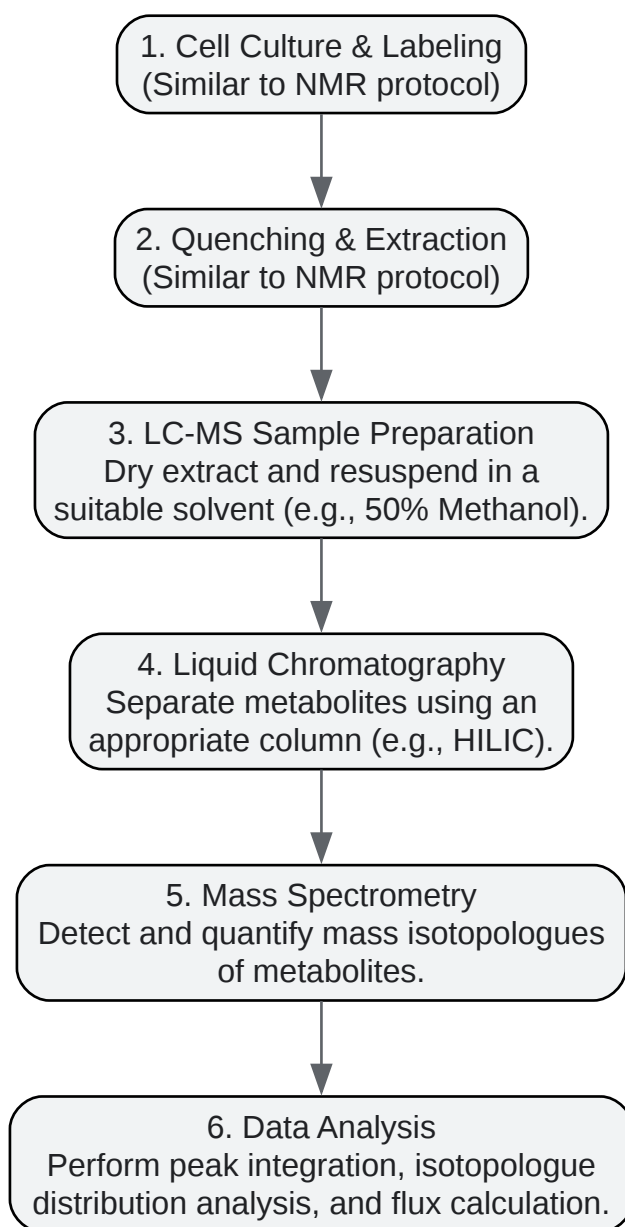 1. Cell Culture & Labeling
(Similar to NMR protocol)
2. Quenching & Extraction
(Similar to NMR protocol)
3. LC-MS Sample Preparation
Dry extract and resuspend in a
suitable solvent (e.g., 50% Methanol).
4. Liquid Chromatography
Separate metabolites using an
appropriate column (e.g., HILIC).
5. Mass Spectrometry
Detect and quantify mass isotopologues
of metabolites.
6. Data Analysis
Perform peak integration, isotopologue
distribution analysis, and flux calculation.